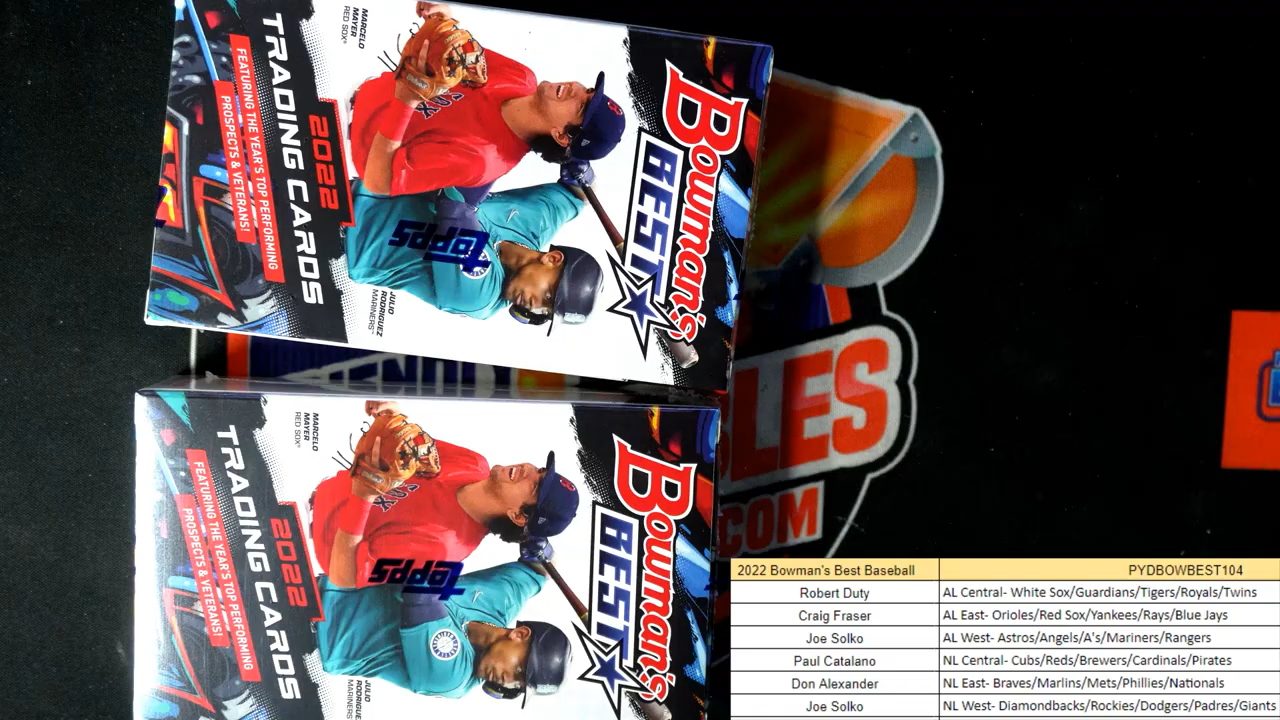 Bowman's
BEST
MARCELO
MAYER
RED SOX
JULIO
RODRIGUEZ
MARINERS
topps
SOX
2022
TRADING CARDS
FEATURING THE YEAR'S TOP PERFORMING
PROSPECTS & VETERANS!
Bowman's
BEST
MARCELO
MAYER
RED SOX
JULIO
RODRIGUEZ
MARINERS
topps
SOX
2022
TRADING CARDS
FEATURING THE YEAR'S TOP PERFORMING
PROSPECTS & VETERANS!
LES
.COM
2022 Bowman's Best Baseball PYDBOWBEST104
Robert Duty AL Central- White Sox/Guardians/Tigers/Royals/Twins
Craig Fraser AL East- Orioles/Red Sox/Yankees/Rays/Blue Jays
Joe Solko AL West- Astros/Angels/A's/Mariners/Rangers
Paul Catalano NL Central- Cubs/Reds/Brewers/Cardinals/Pirates
Don Alexander NL East- Braves/Marlins/Mets/Phillies/Nationals
Joe Solko NL West- Diamondbacks/Rockies/Dodgers/Padres/Giants